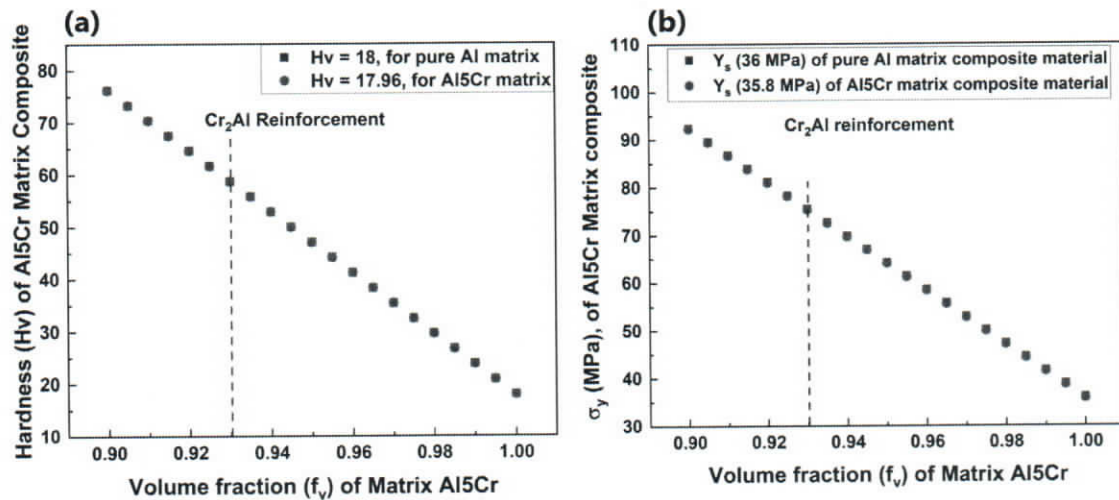 (a)
Hv = 18, for pure Al matrix
Hv = 17.96, for Al5Cr matrix
Cr₂Al Reinforcement
Hardness (Hv) of Al5Cr Matrix Composite
80
70
60
50
40
30
20
10
0.90
0.92
0.94
0.96
0.98
1.00
Volume fraction (fᵥ) of Matrix Al5Cr
(b)
Yₛ (36 MPa) of pure Al matrix composite material
Yₛ (35.8 MPa) of Al5Cr matrix composite material
Cr₂Al reinforcement
σ_y (MPa), of Al5Cr Matrix composite
110
100
90
80
70
60
50
40
30
0.90
0.92
0.94
0.96
0.98
1.00
Volume fraction (fᵥ) of Matrix Al5Cr